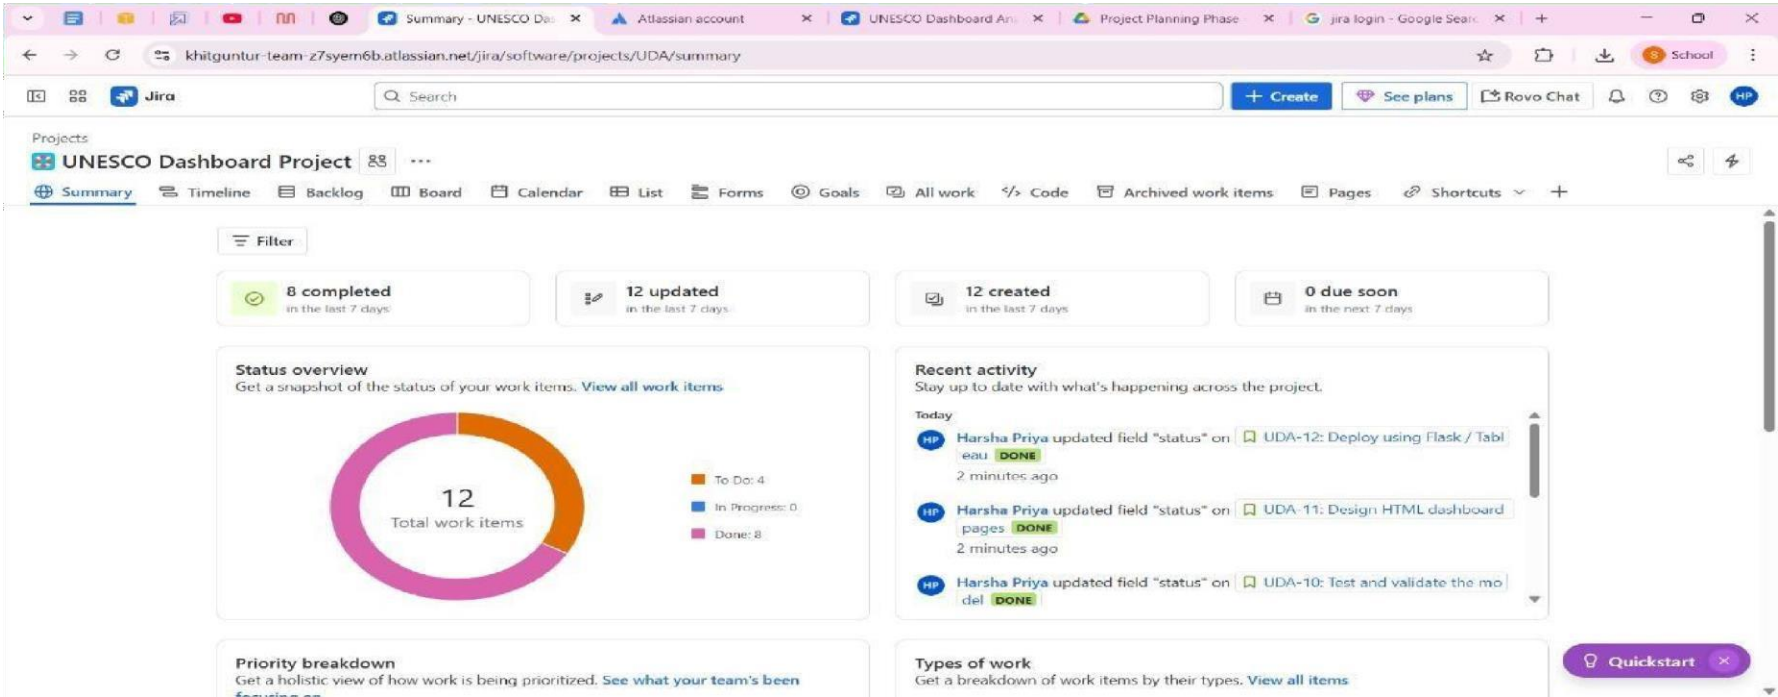 Summary - UNESCO Da
Atlassian account
UNESCO Dashboard An
Project Planning Phase
jira login - Google Searc
khitguntur-team-z7syem6b.atlassian.net/jira/software/projects/UDA/summary
S School
Jira
Search
+ Create
See plans
Rovo Chat
HP
Projects
UNESCO Dashboard Project
Summary Timeline Backlog Board Calendar List Forms Goals All work Code Archived work items Pages Shortcuts
Filter
8 completed
in the last 7 days
12 updated
in the last 7 days
12 created
in the last 7 days
0 due soon
in the next 7 days
Status overview
Get a snapshot of the status of your work items. View all work items
12
Total work items
To Do: 4
In Progress: 0
Done: 8
Recent activity
Stay up to date with what's happening across the project.
Today
HP Harsha Priya updated field "status" on UDA-12: Deploy using Flask / Tabl
eau DONE
2 minutes ago
HP Harsha Priya updated field "status" on UDA-11: Design HTML dashboard
pages DONE
2 minutes ago
HP Harsha Priya updated field "status" on UDA-10: Test and validate the mo
del DONE
Priority breakdown
Get a holistic view of how work is being prioritized. See what your team's been
focusing on
Types of work
Get a breakdown of work items by their types. View all items
Quickstart